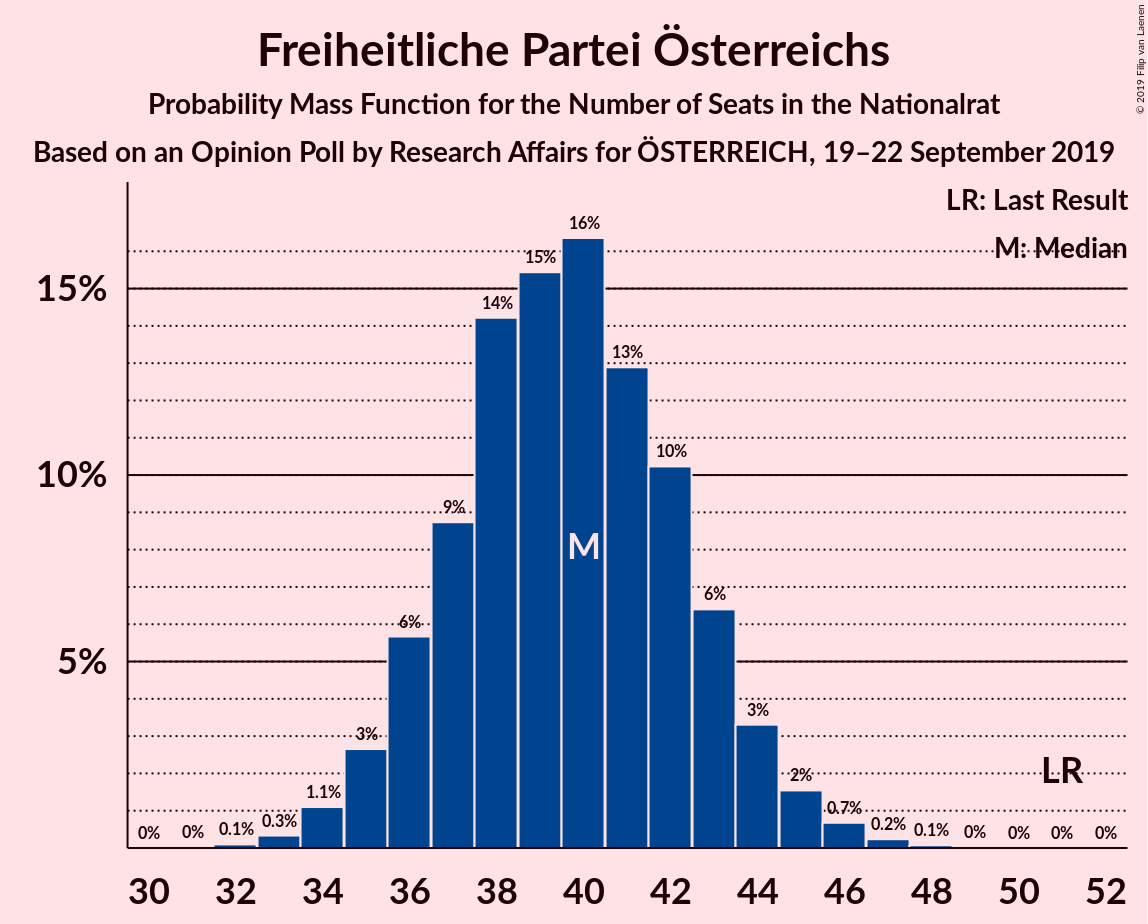 Freiheitliche Partei Österreichs
Probability Mass Function for the Number of Seats in the Nationalrat
Based on an Opinion Poll by Research Affairs for ÖSTERREICH, 19–22 September 2019
© 2019 Filip van Laenen
LR: Last Result
M: Median
15%
10%
5%
0% 0% 0.1% 0.3% 1.1% 3% 6% 9% 14% 15% 16% 13% 10% 6% 3% 2% 0.7% 0.2% 0.1% 0% 0% 0% 0%
M
LR
30 32 34 36 38 40 42 44 46 48 50 52